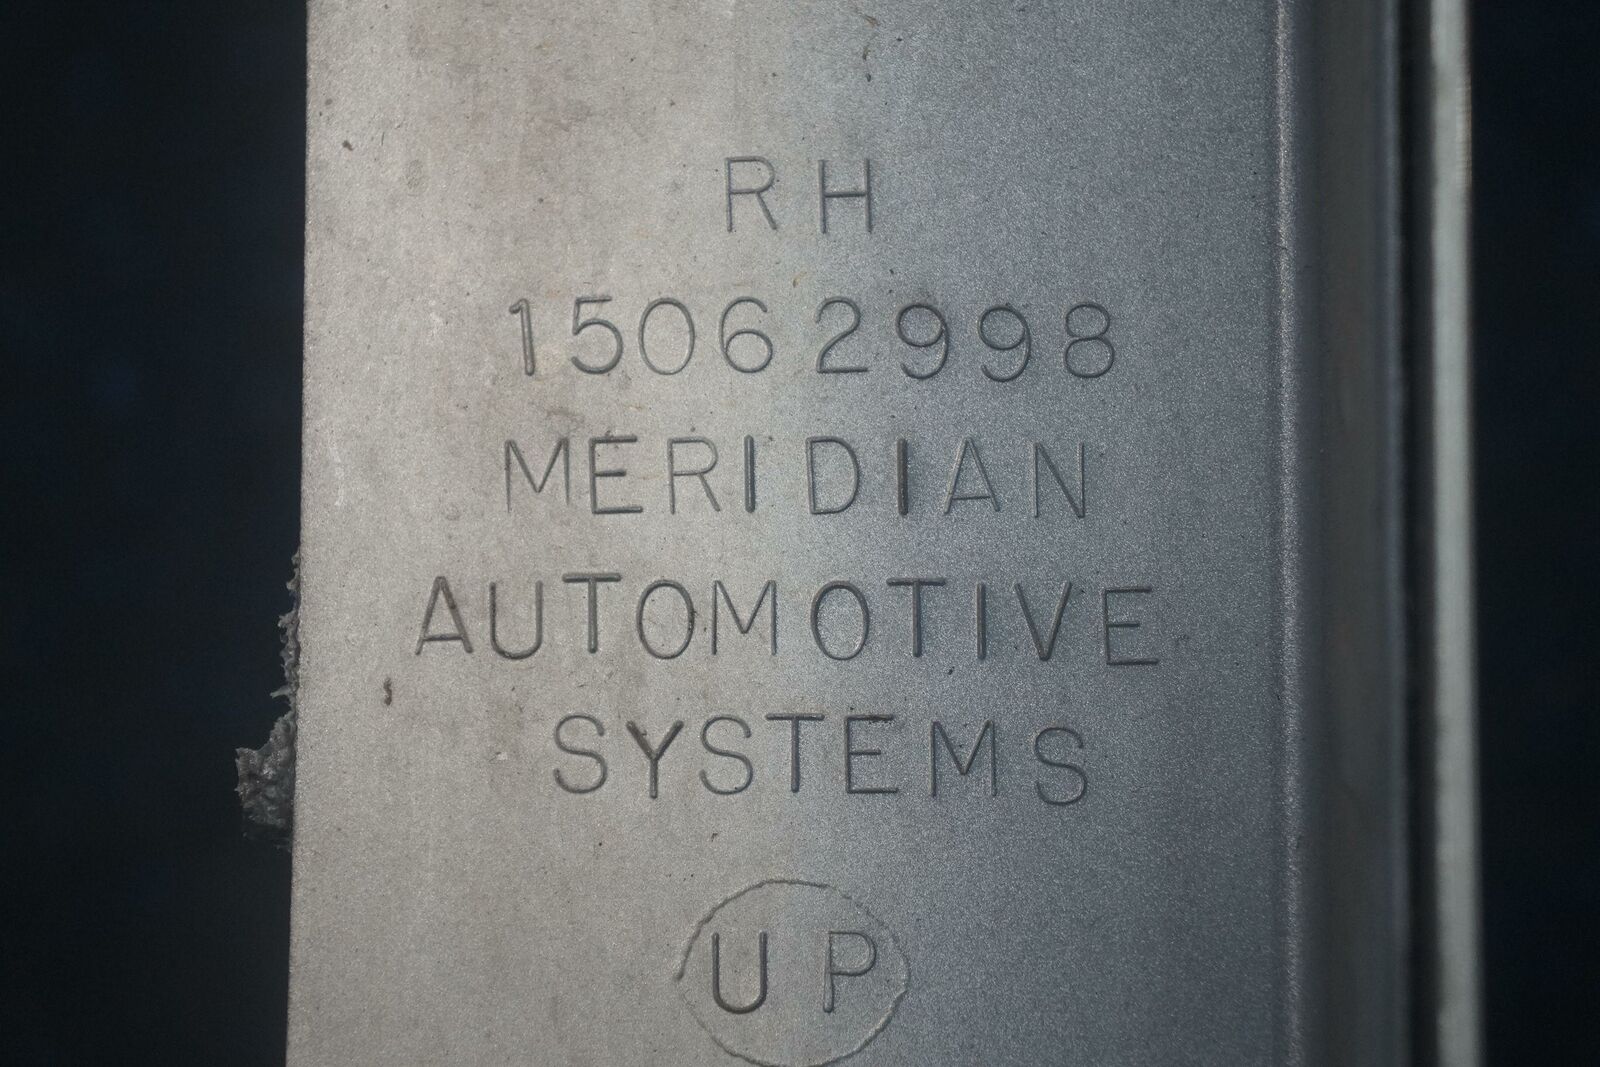 RH
15062998
MERIDIAN
AUTOMOTIVE
SYSTEMS
UP